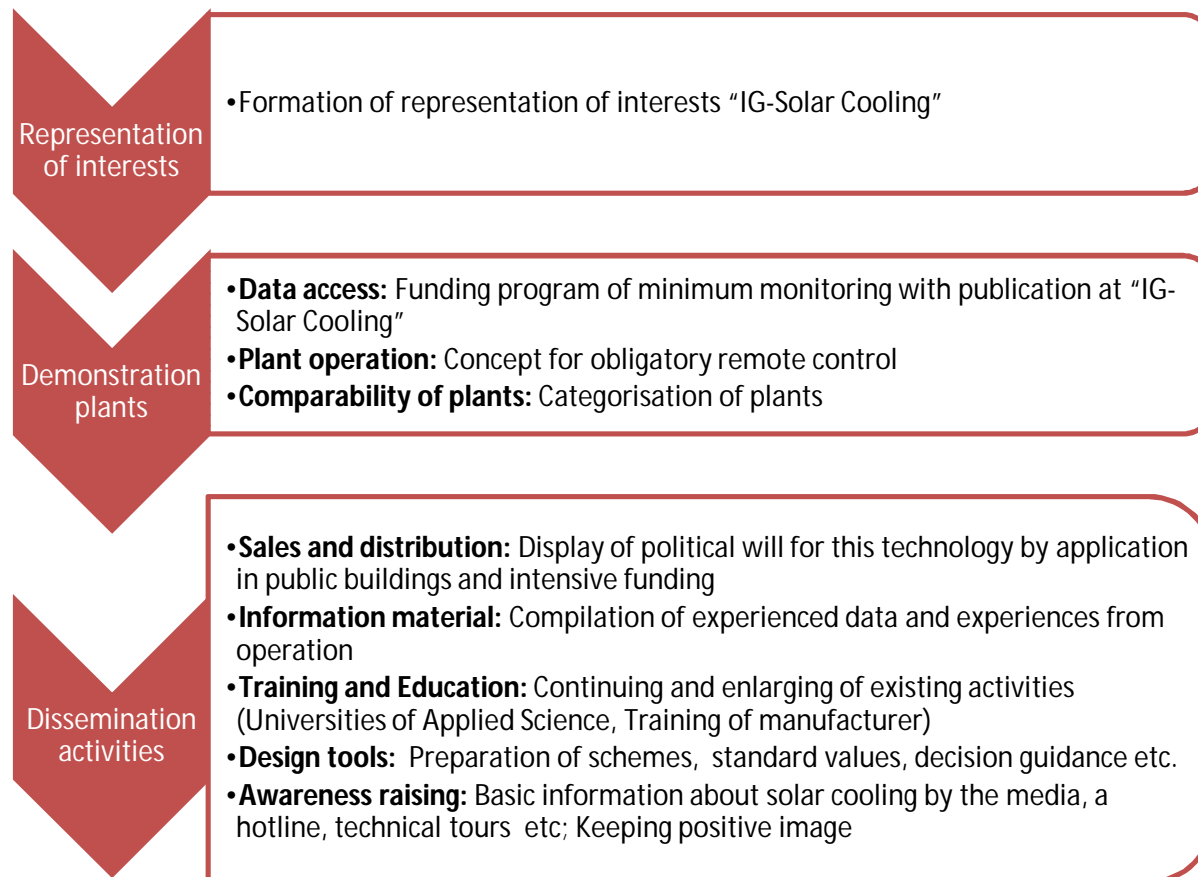 Representation
of interests
•Formation of representation of interests “IG-Solar Cooling”
Demonstration
plants
•Data access: Funding program of minimum monitoring with publication at “IG-
Solar Cooling”
•Plant operation: Concept for obligatory remote control
•Comparability of plants: Categorisation of plants
Dissemination
activities
•Sales and distribution: Display of political will for this technology by application
in public buildings and intensive funding
•Information material: Compilation of experienced data and experiences from
operation
•Training and Education: Continuing and enlarging of existing activities
(Universities of Applied Science, Training of manufacturer)
•Design tools: Preparation of schemes, standard values, decision guidance etc.
•Awareness raising: Basic information about solar cooling by the media, a
hotline, technical tours etc; Keeping positive image